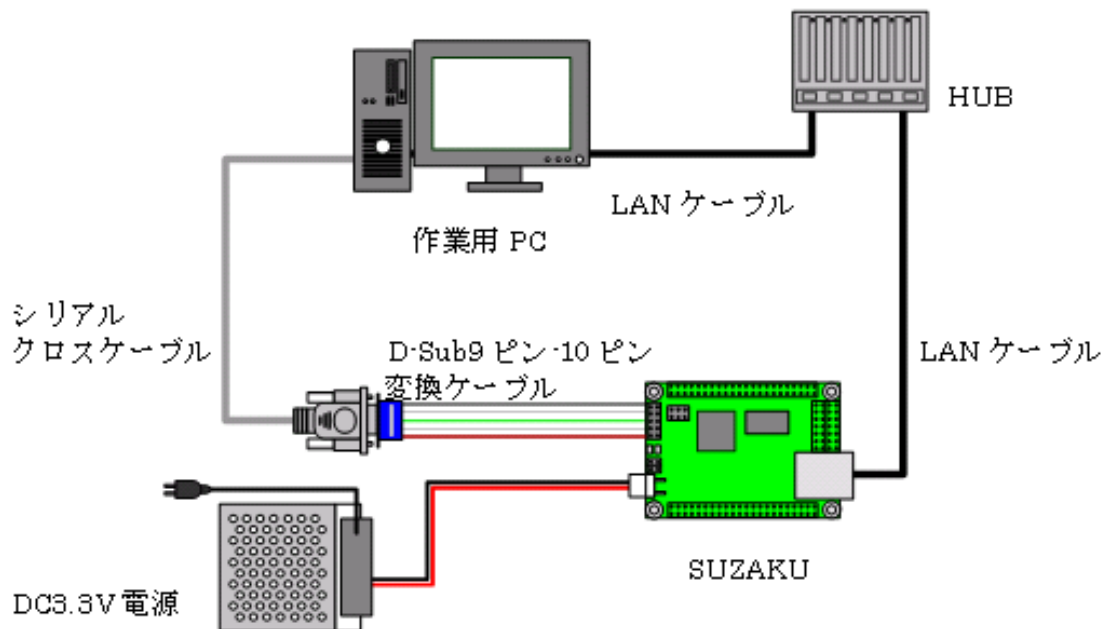 HUB
LAN ケーブル
作業用 PC
シリアル
クロスケーブル
D-Sub9 ピン-10 ピン
変換ケーブル
LAN ケーブル
SUZAKU
DC3.3V 電源